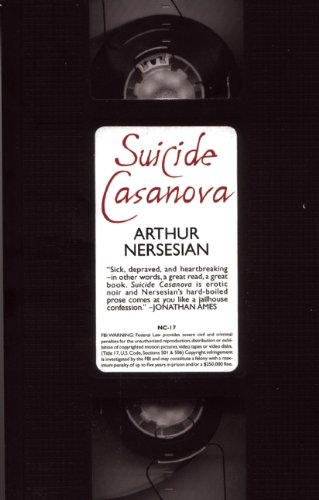 Suicide
Casanova
ARTHUR
NERSESIAN
"Sick, depraved, and heartbreaking
–in other words, a great read, a great
book. Suicide Casanova is erotic
noir and Nersesian's hard-boiled
prose comes at you like a jailhouse
confession." –JONATHAN AMES
NC-17
FBI WARNING: Federal Law provides severe civil and criminal
penalties for the unauthorized reproduction, distribution or exhi-
bition of copyrighted motion pictures, video tapes or video disks.
(Title 17, U.S. Code, Sections 501 & 506) Copyright infringement
is investigated by the FBI and may constitute a felony with a max-
imum penalty of up to five years in prison and/or a $250,000 fine.